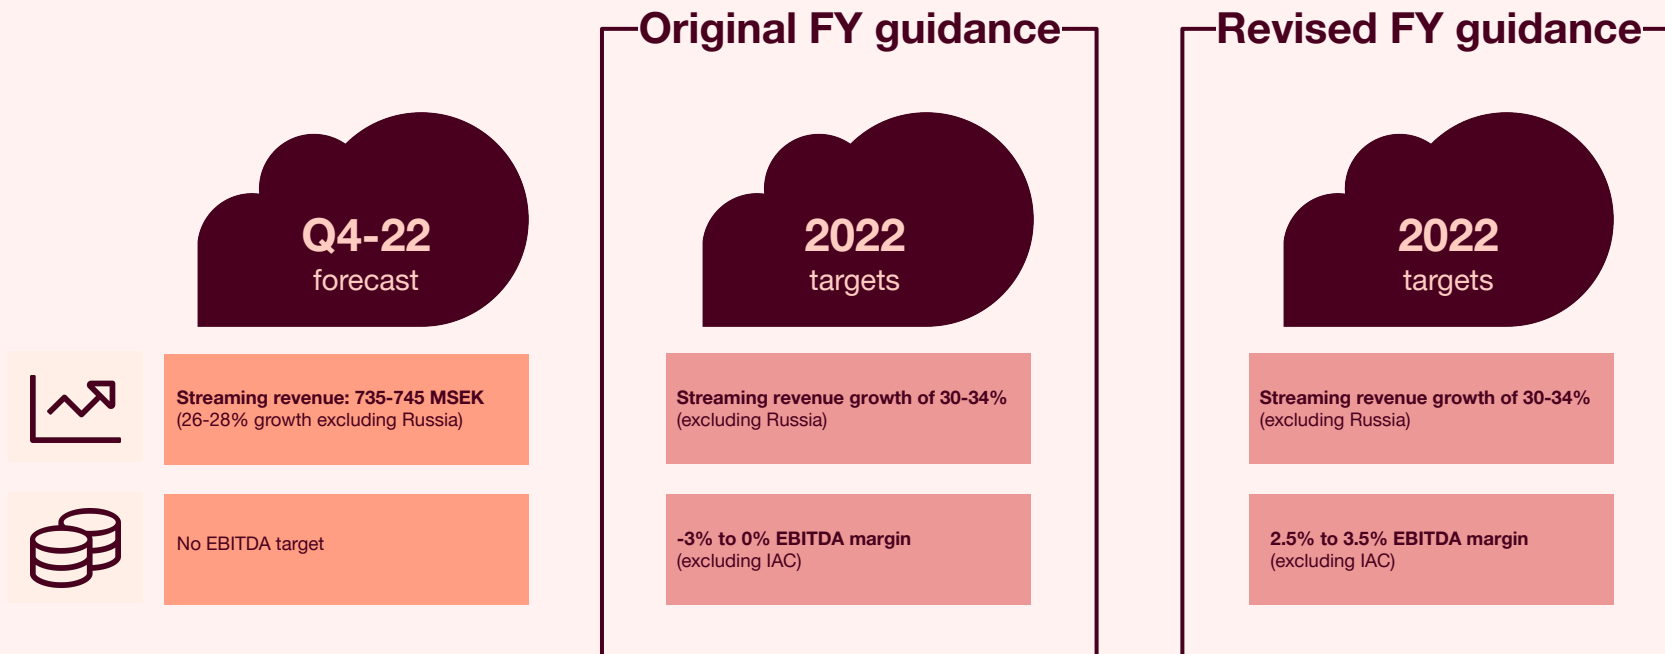 Original FY guidance
Revised FY guidance
Q4-22
forecast
2022
targets
2022
targets
Streaming revenue: 735-745 MSEK
(26-28% growth excluding Russia)
Streaming revenue growth of 30-34%
(excluding Russia)
Streaming revenue growth of 30-34%
(excluding Russia)
No EBITDA target
-3% to 0% EBITDA margin
(excluding IAC)
2.5% to 3.5% EBITDA margin
(excluding IAC)